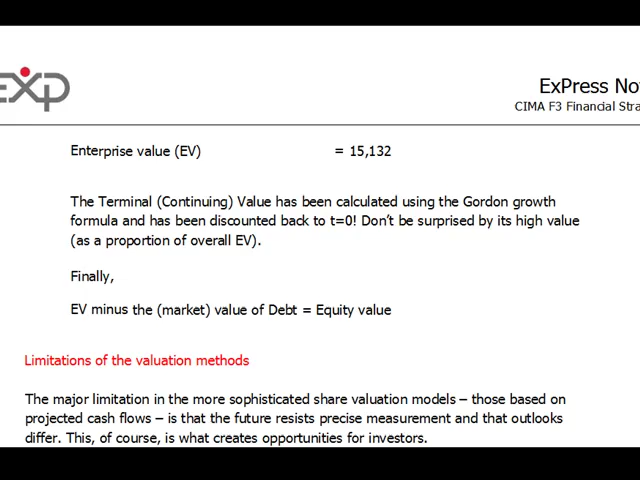 EXP
ExPress No
CIMA F3 Financial Stra
Enterprise value (EV) = 15,132
The Terminal (Continuing) Value has been calculated using the Gordon growth
formula and has been discounted back to t=0! Don't be surprised by its high value
(as a proportion of overall EV).
Finally,
EV minus the (market) value of Debt = Equity value
Limitations of the valuation methods
The major limitation in the more sophisticated share valuation models – those based on
projected cash flows – is that the future resists precise measurement and that outlooks
differ. This, of course, is what creates opportunities for investors.